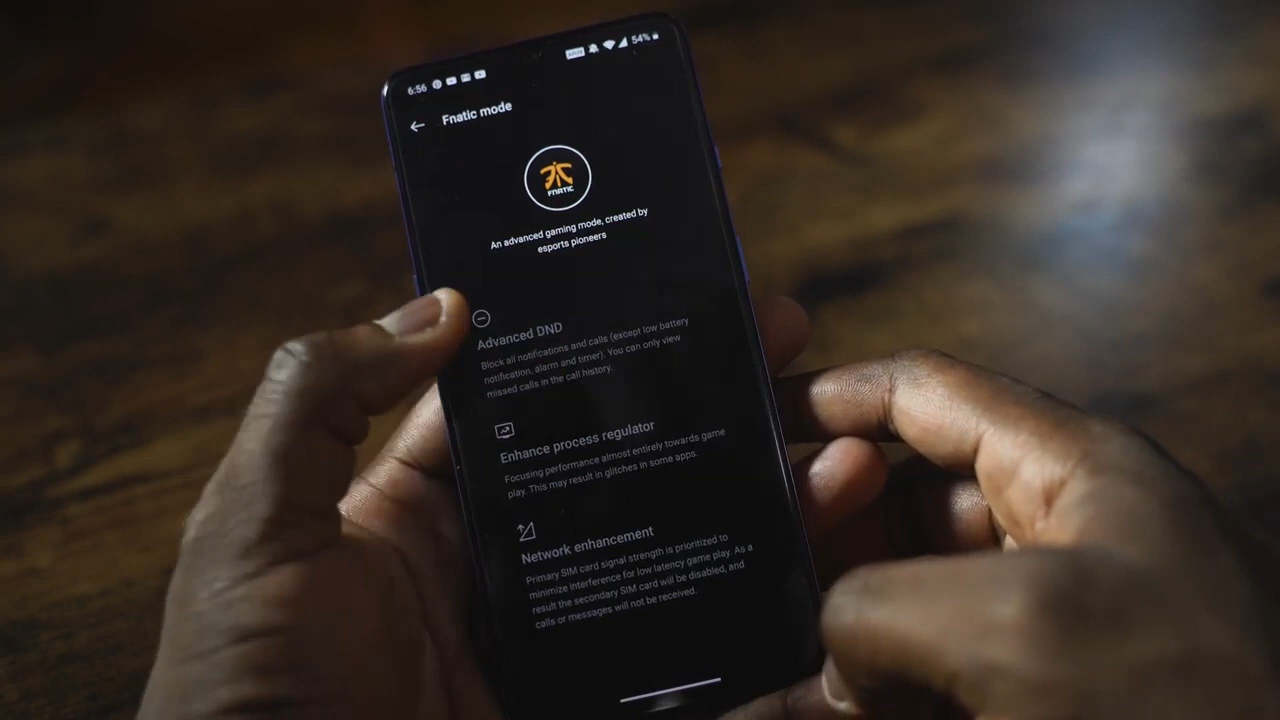 6:56
54%
Fnatic mode
FNATIC
An advanced gaming mode, created by
esports pioneers
Advanced DND
Block all notifications and calls (except low battery
notification, alarm and timer). You can only view
missed calls in the call history.
Enhance process regulator
Focusing performance almost entirely towards game
play. This may result in glitches in some apps.
Network enhancement
Primary SIM card signal strength is prioritized to
minimize interference for low latency game play. As a
result the secondary SIM card will be disabled, and
calls or messages will not be received.